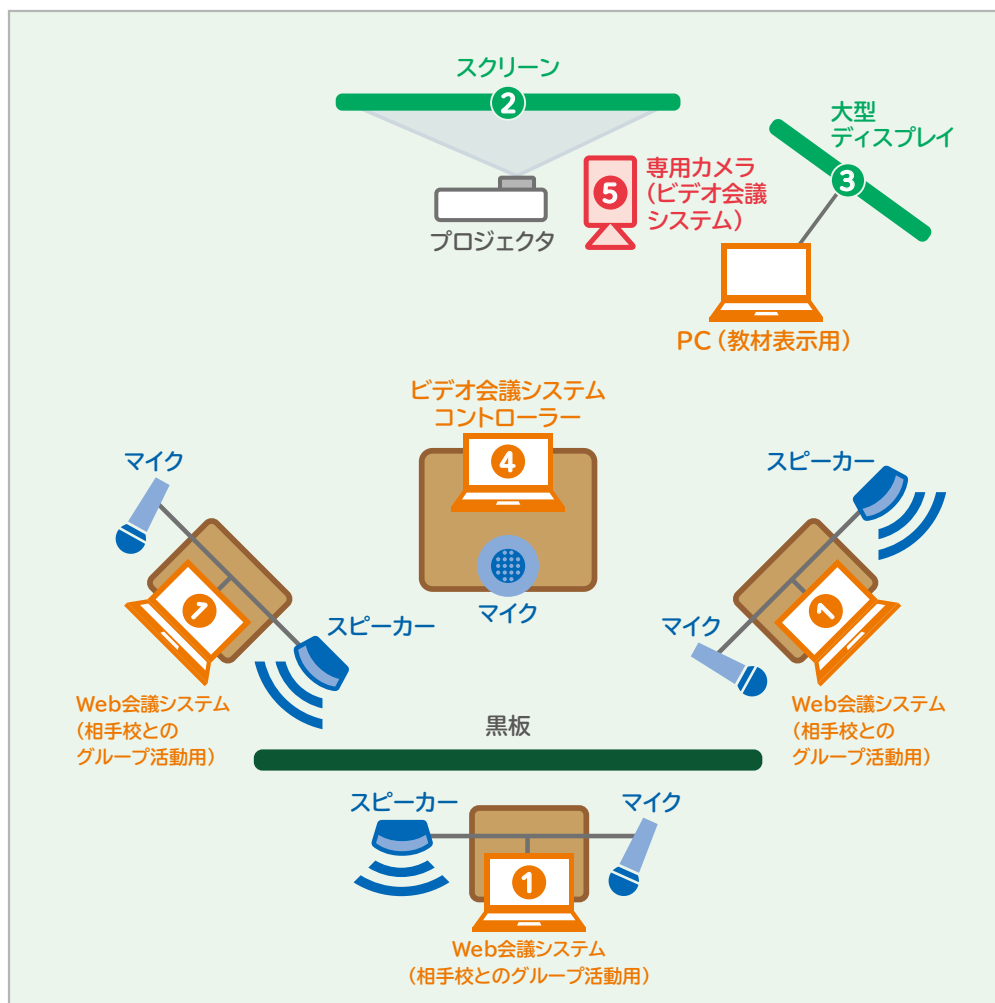 スクリーン
2
大型
ディスプレイ
3
専用カメラ
(ビデオ会議
システム)
5
プロジェクタ
PC(教材表示用)
ビデオ会議システム
コントローラー
4
マイク
マイク
1
スピーカー
Web会議システム
(相手校との
グループ活動用)
スピーカー
マイク
1
Web会議システム
(相手校との
グループ活動用)
黒板
スピーカー
マイク
1
Web会議システム
(相手校とのグループ活動用)